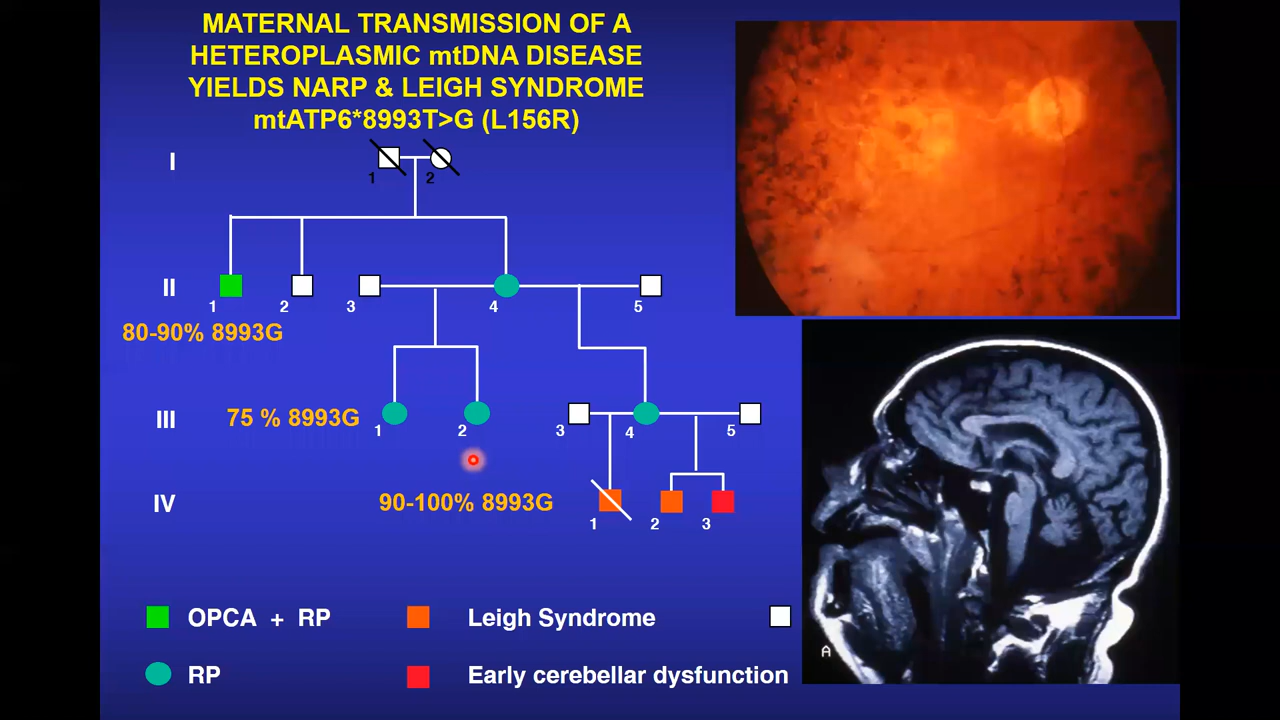 MATERNAL TRANSMISSION OF A
HETEROPLASMIC mtDNA DISEASE
YIELDS NARP & LEIGH SYNDROME
mtATP6*8993T>G (L156R)
I
1 2
II
1 2 3 4 5
80-90% 8993G
III
75 % 8993G
1 2 3 4 5
IV
90-100% 8993G
1 2 3
OPCA + RP
Leigh Syndrome
RP
Early cerebellar dysfunction
A